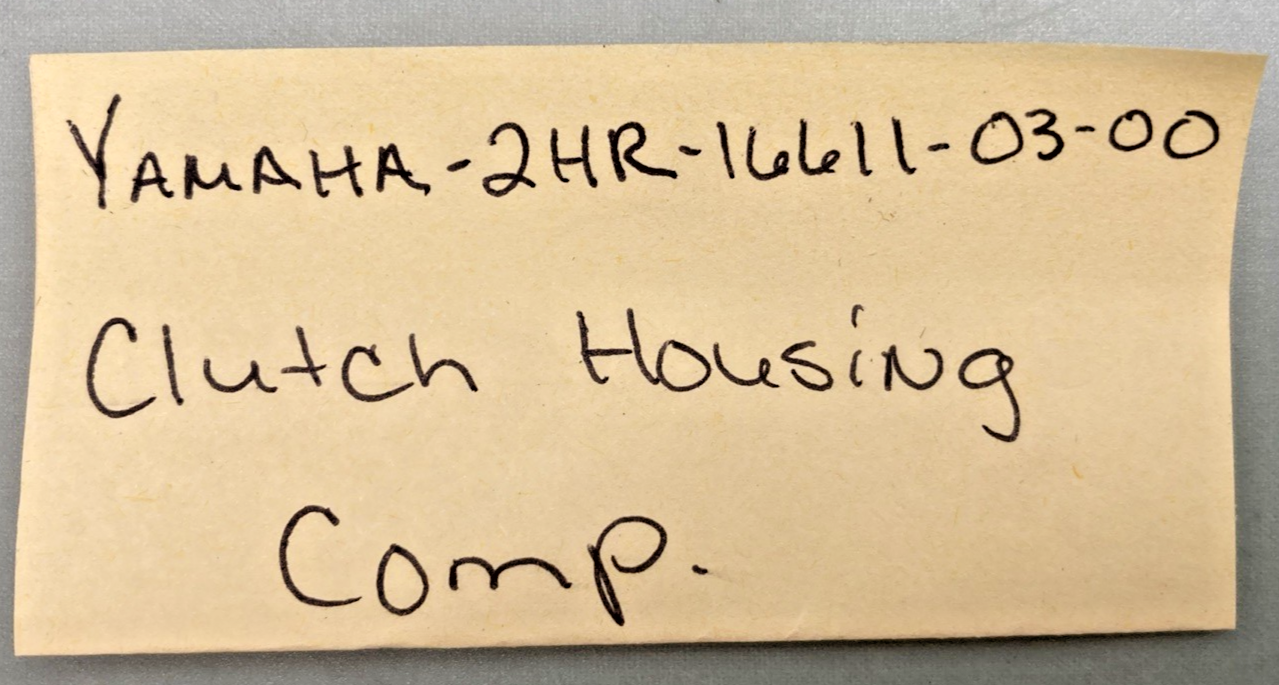 YAMAHA-2HR-16611-03-00
Clutch Housing
Comp.